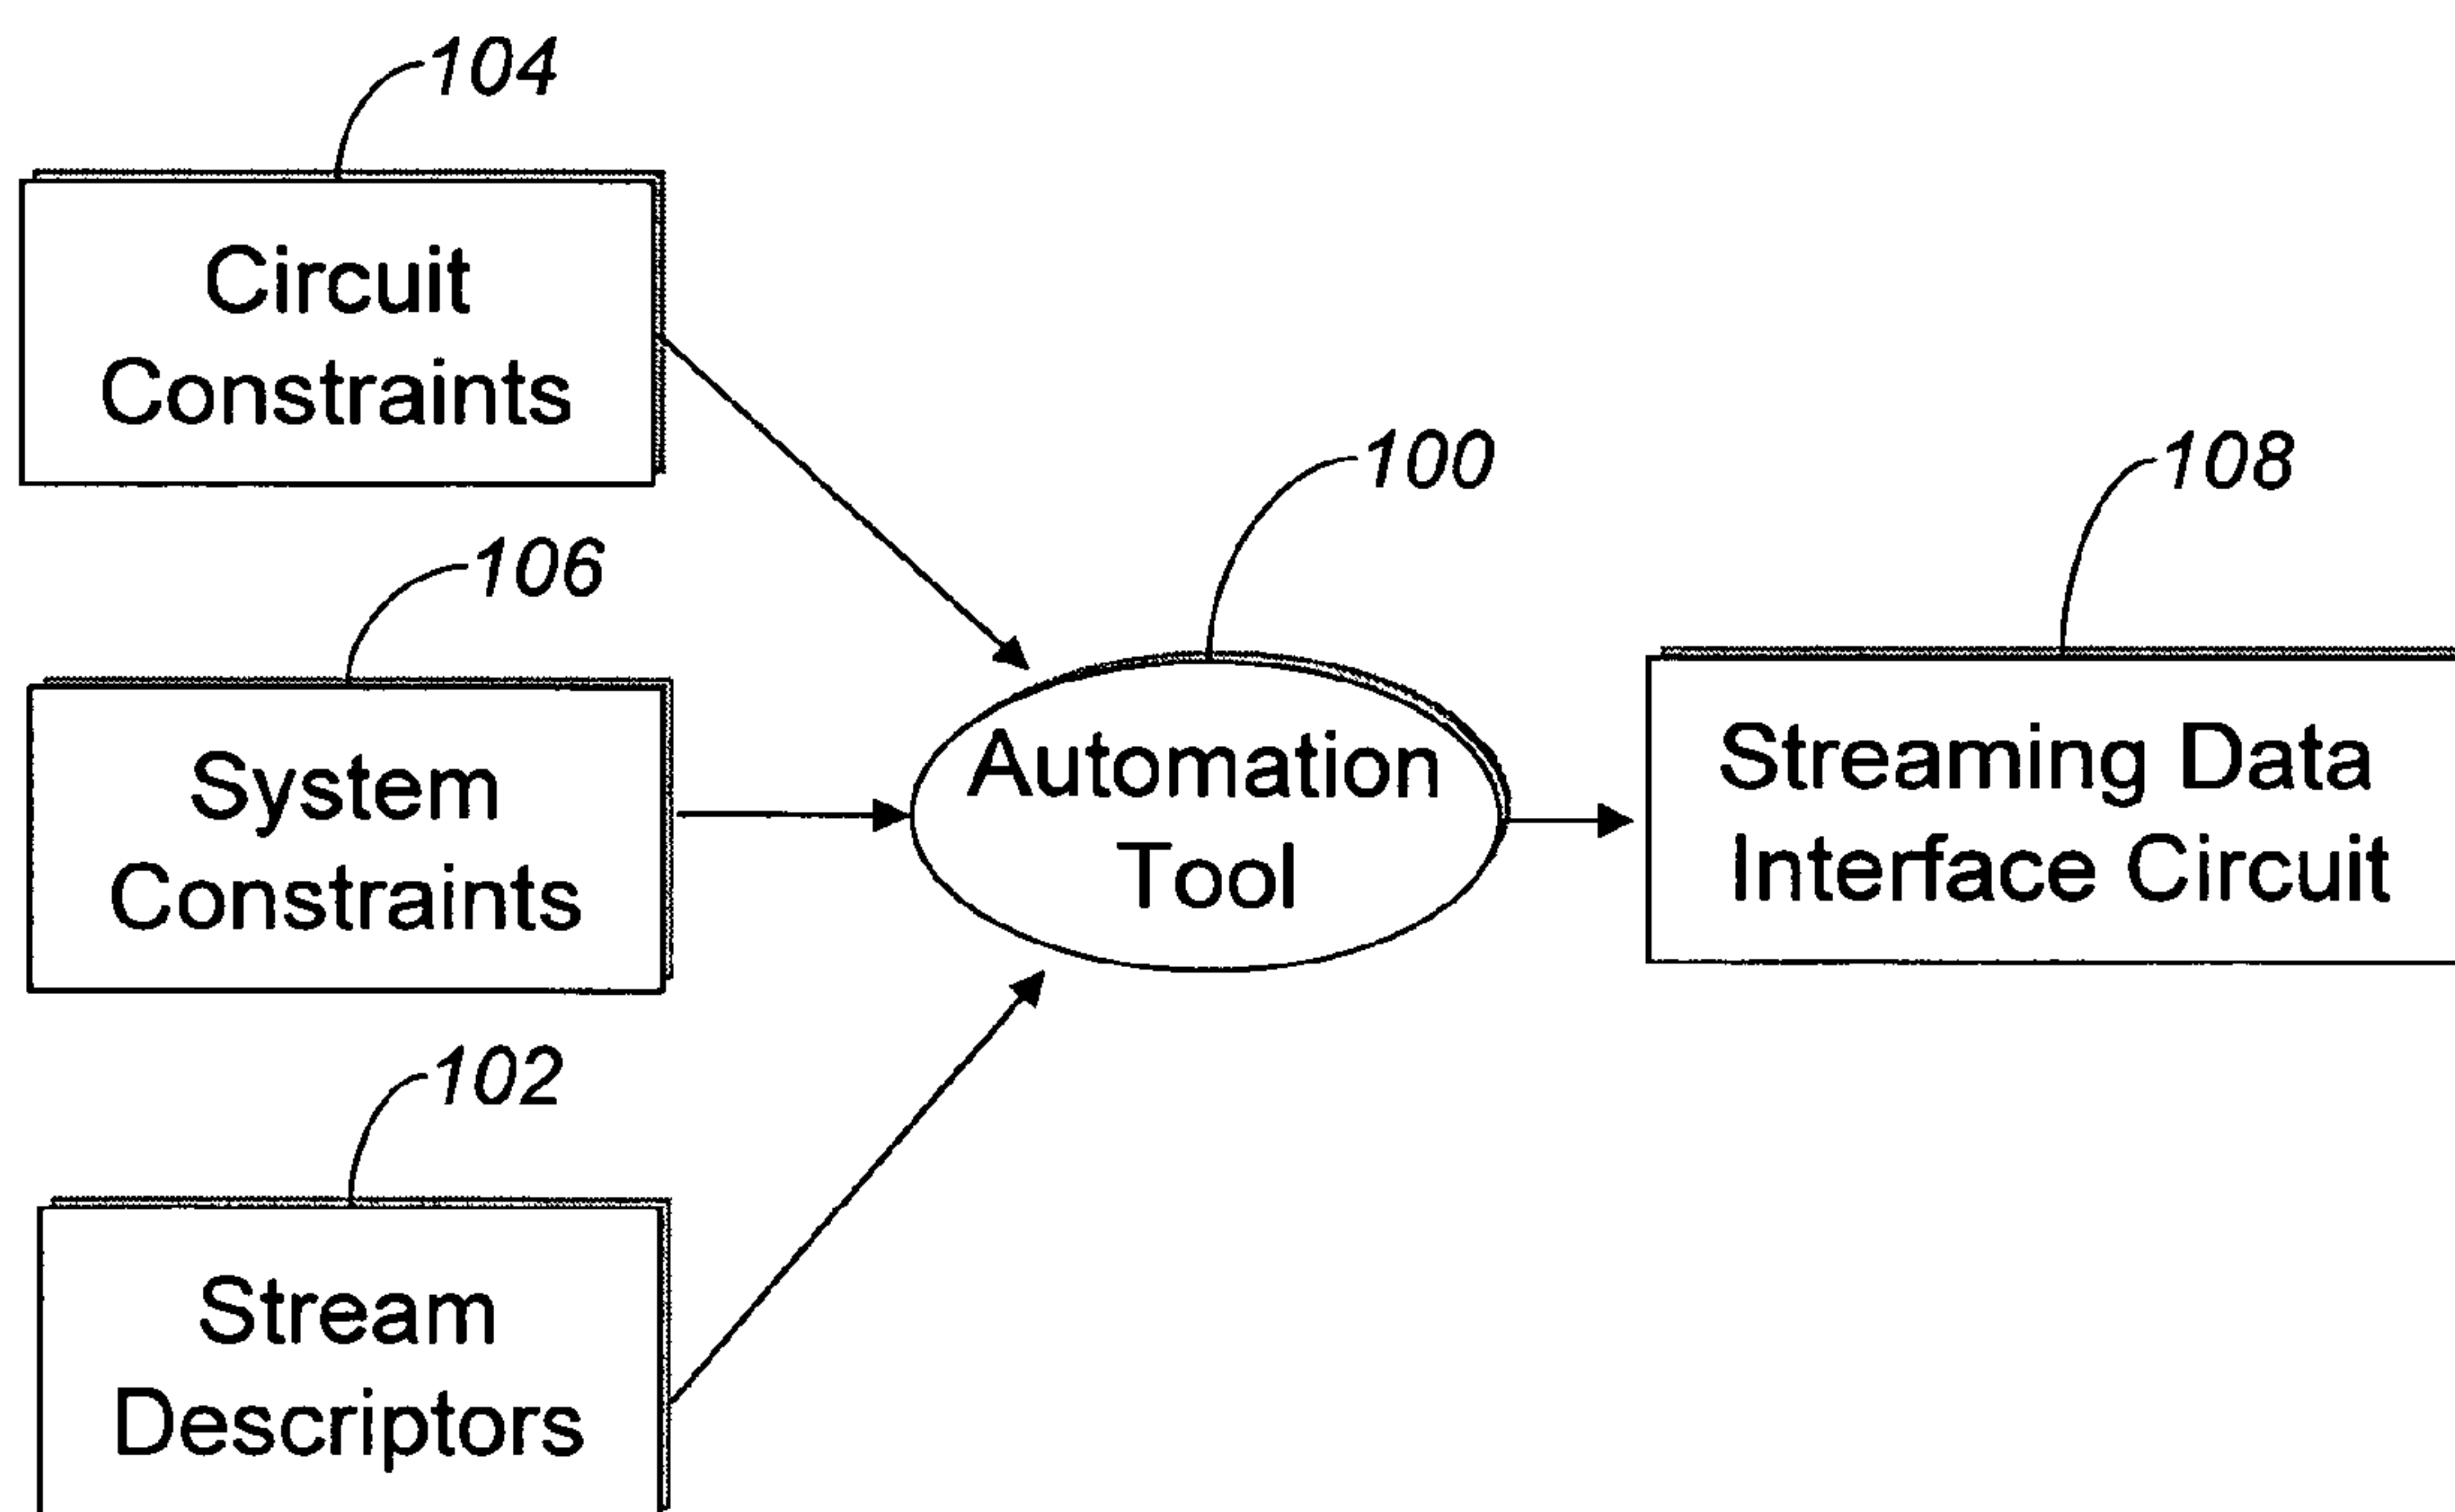 104
Circuit
Constraints
106
System
Constraints
102
Stream
Descriptors
100
Automation
Tool
108
Streaming Data
Interface Circuit